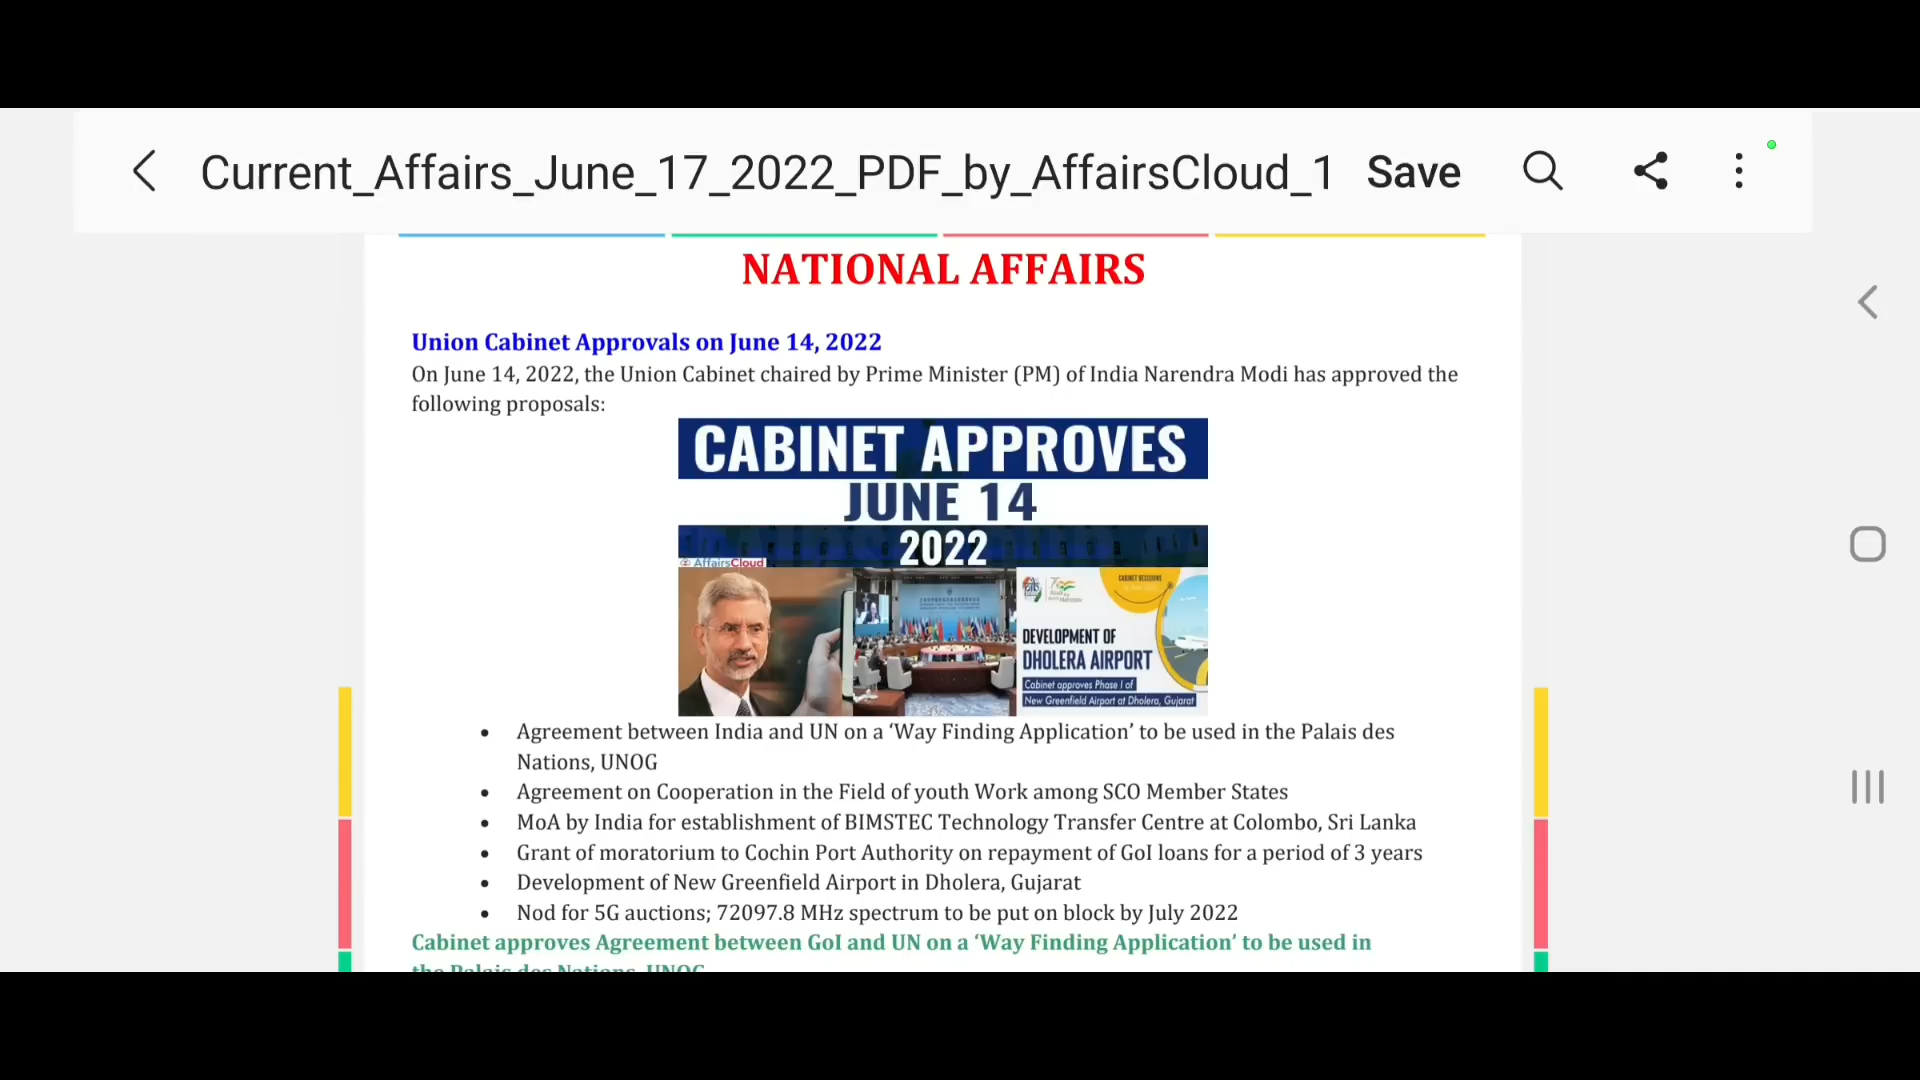 Current_Affairs_June_17_2022_PDF_by_AffairsCloud_1
Save
NATIONAL AFFAIRS
Union Cabinet Approvals on June 14, 2022
On June 14, 2022, the Union Cabinet chaired by Prime Minister (PM) of India Narendra Modi has approved the
following proposals:
CABINET APPROVES
JUNE 14
2022
AffairsCloud
CABINET DECISIONS
DEVELOPMENT OF
DHOLERA AIRPORT
Cabinet approves Phase I of
New Greenfield Airport at Dholera, Gujarat
• Agreement between India and UN on a ‘Way Finding Application’ to be used in the Palais des
Nations, UNOG
• Agreement on Cooperation in the Field of youth Work among SCO Member States
• MoA by India for establishment of BIMSTEC Technology Transfer Centre at Colombo, Sri Lanka
• Grant of moratorium to Cochin Port Authority on repayment of GoI loans for a period of 3 years
• Development of New Greenfield Airport in Dholera, Gujarat
• Nod for 5G auctions; 72097.8 MHz spectrum to be put on block by July 2022
Cabinet approves Agreement between GoI and UN on a ‘Way Finding Application’ to be used in
the Palais des Nations, UNOG